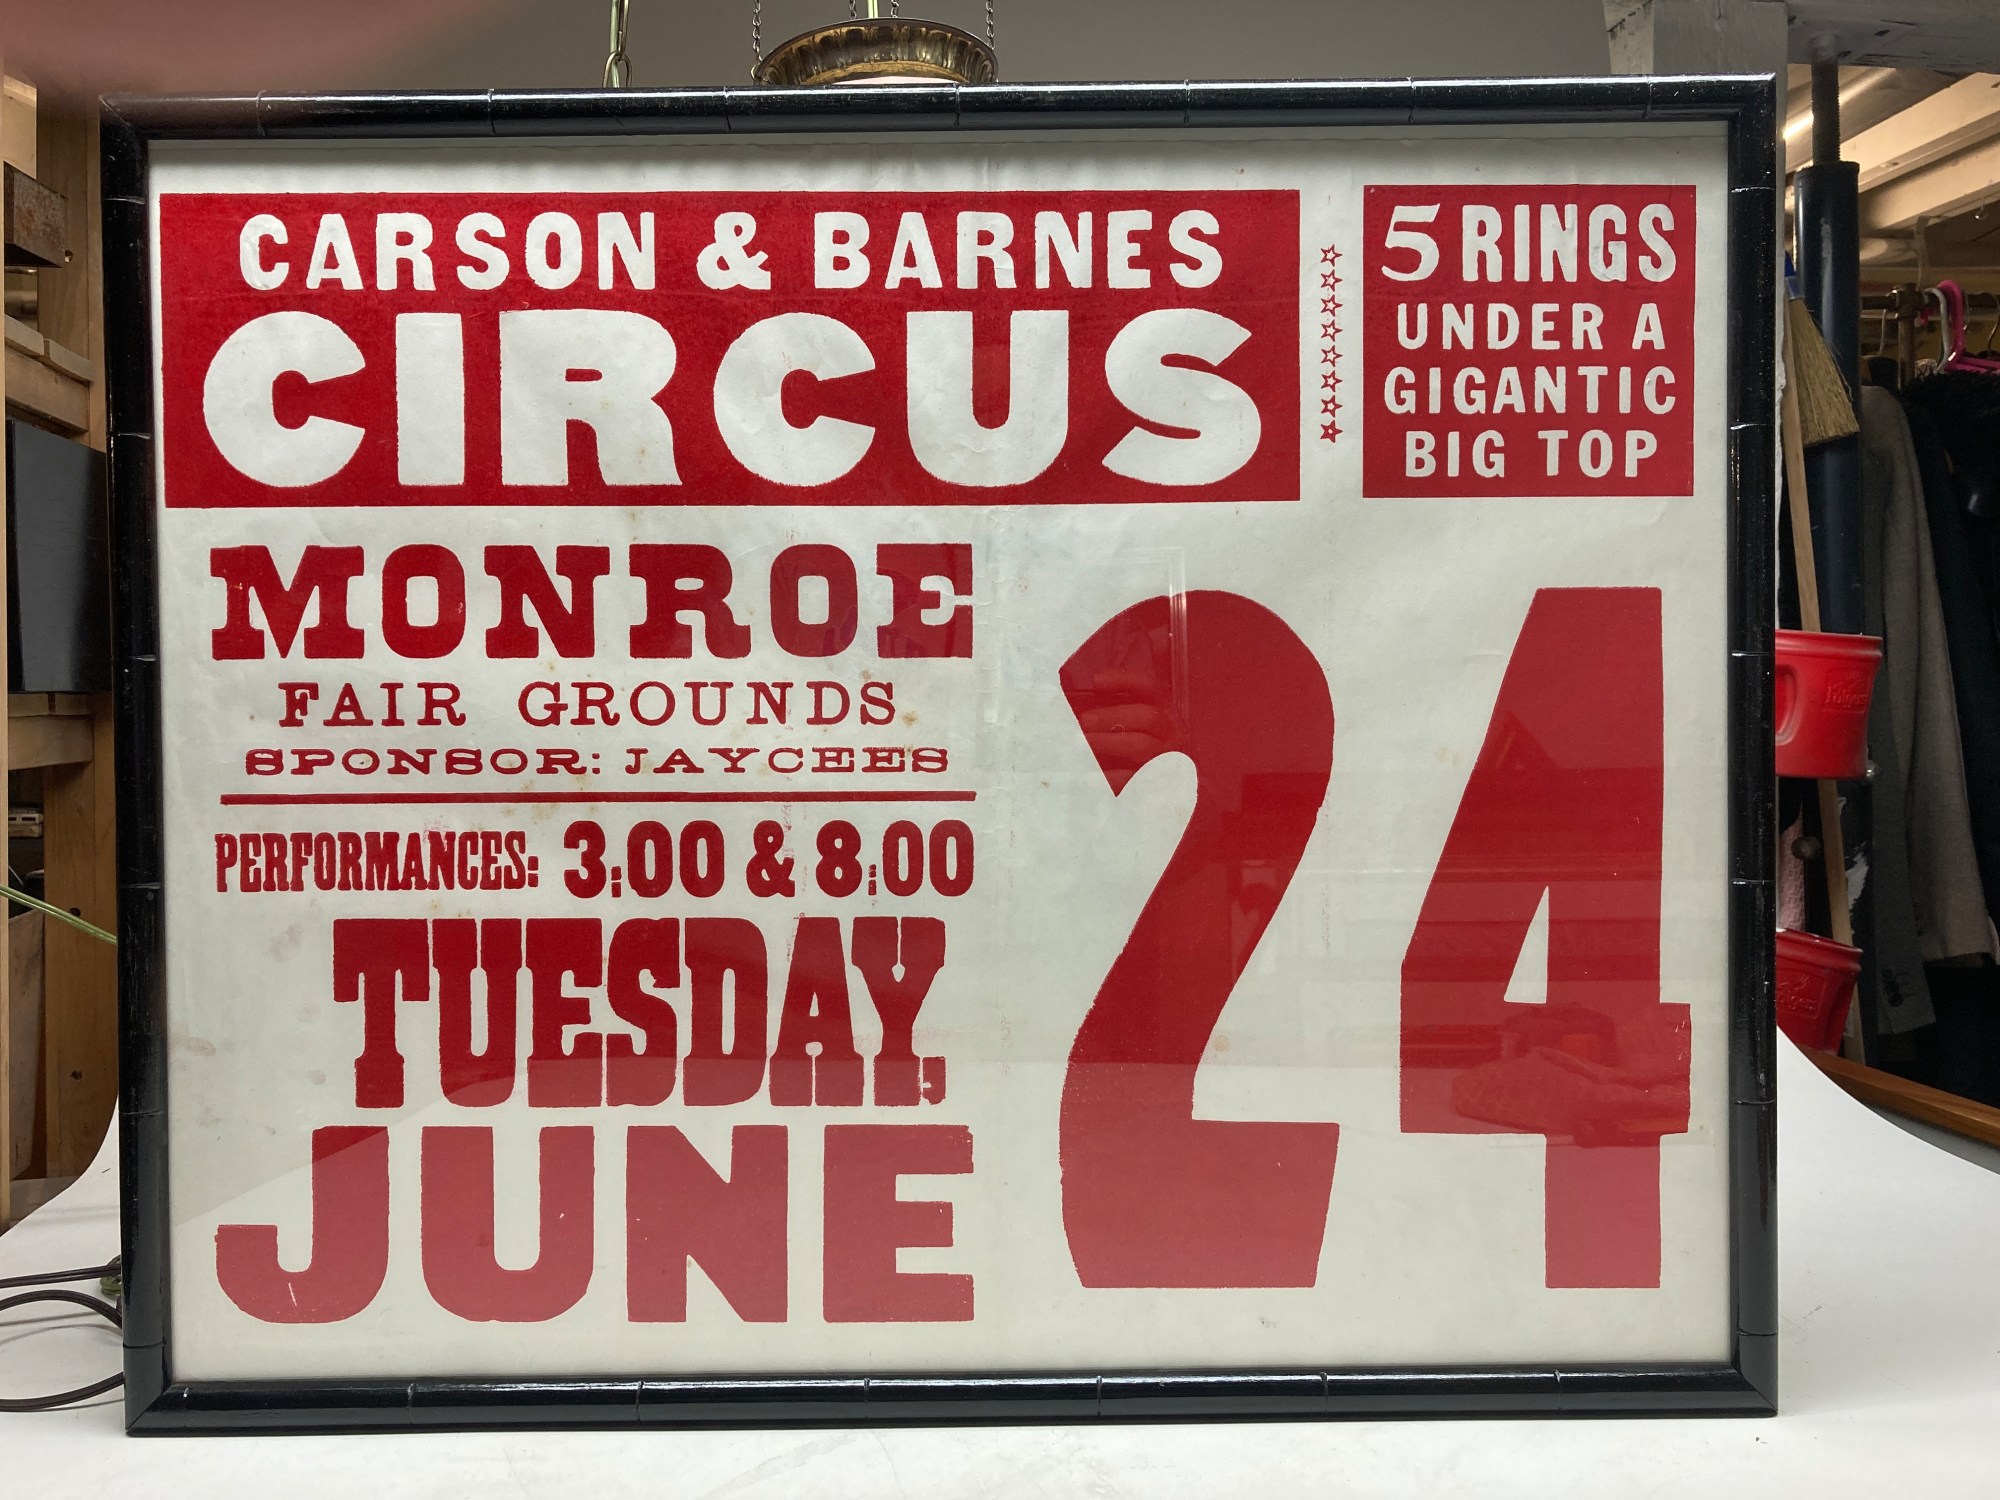 CARSON & BARNES
CIRCUS
5 RINGS
UNDER A
GIGANTIC
BIG TOP
MONROE
FAIR GROUNDS
SPONSOR: JAYCEES
PERFORMANCES: 3:00 & 8:00
TUESDAY,
JUNE
24